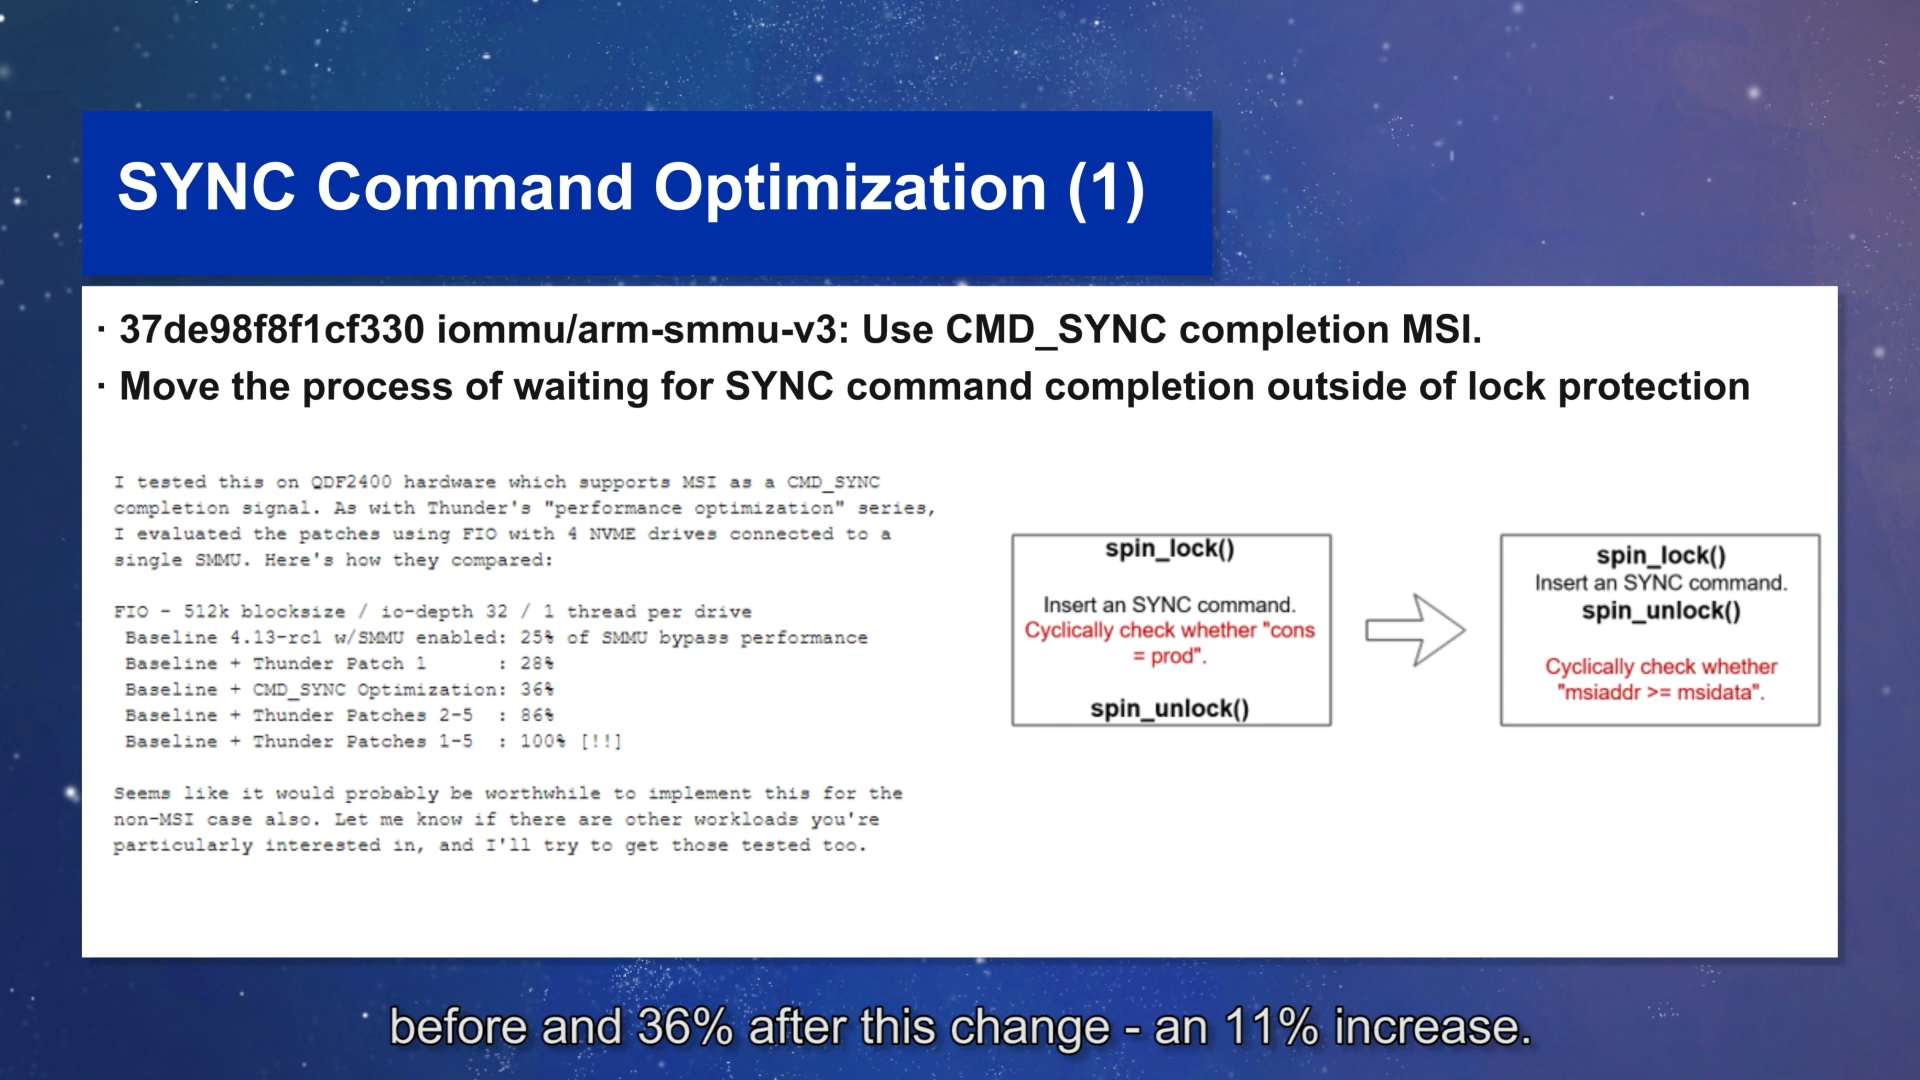 SYNC Command Optimization (1)
· 37de98f8f1cf330 iommu/arm-smmu-v3: Use CMD_SYNC completion MSI.
· Move the process of waiting for SYNC command completion outside of lock protection
I tested this on QDF2400 hardware which supports MSI as a CMD_SYNC
completion signal. As with Thunder's "performance optimization" series,
I evaluated the patches using FIO with 4 NVME drives connected to a
single SMMU. Here's how they compared:
FIO - 512k blocksize / io-depth 32 / 1 thread per drive
Baseline 4.13-rc1 w/SMMU enabled: 25% of SMMU bypass performance
Baseline + Thunder Patch 1      : 28%
Baseline + CMD_SYNC Optimization: 36%
Baseline + Thunder Patches 2-5  : 86%
Baseline + Thunder Patches 1-5  : 100% [!!]
Seems like it would probably be worthwhile to implement this for the
non-MSI case also. Let me know if there are other workloads you're
particularly interested in, and I'll try to get those tested too.
spin_lock()
Insert an SYNC command.
Cyclically check whether "cons
= prod".
spin_unlock()
spin_lock()
Insert an SYNC command.
spin_unlock()
Cyclically check whether
"msiaddr >= msidata".
before and 36% after this change - an 11% increase.